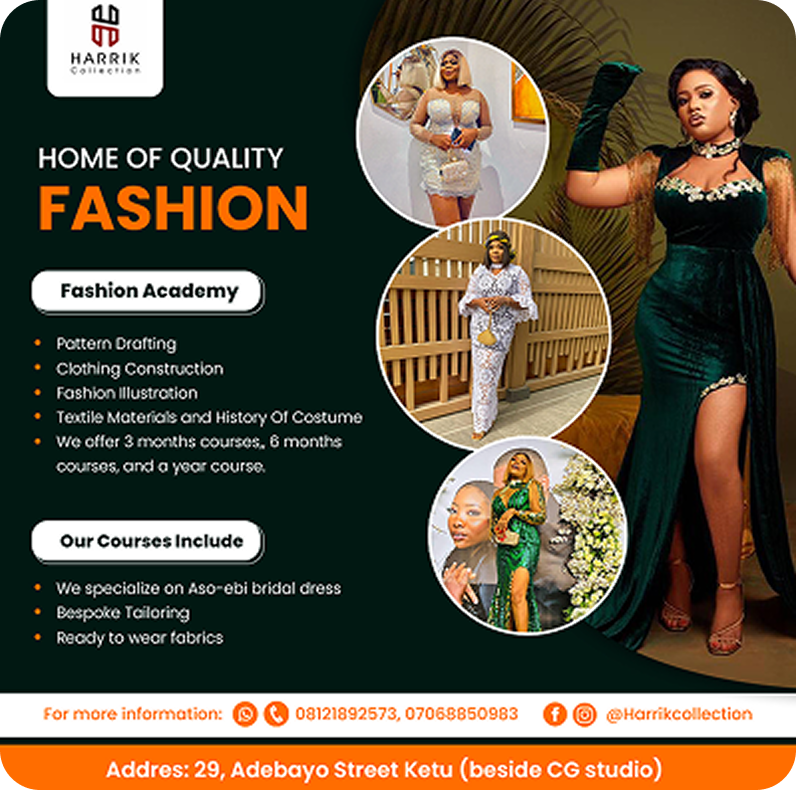 HARRIK
Collection
HOME OF QUALITY
FASHION
Fashion Academy
Pattern Drafting
Clothing Construction
Fashion Illustration
Textile Materials and History Of Costume
We offer 3 months courses,, 6 months
courses, and a year course.
Our Courses Include
We specialize on Aso-ebi bridal dress
Bespoke Tailoring
Ready to wear fabrics
For more information: 08121892573, 07068850983 @Harrikcollection
Addres: 29, Adebayo Street Ketu (beside CG studio)